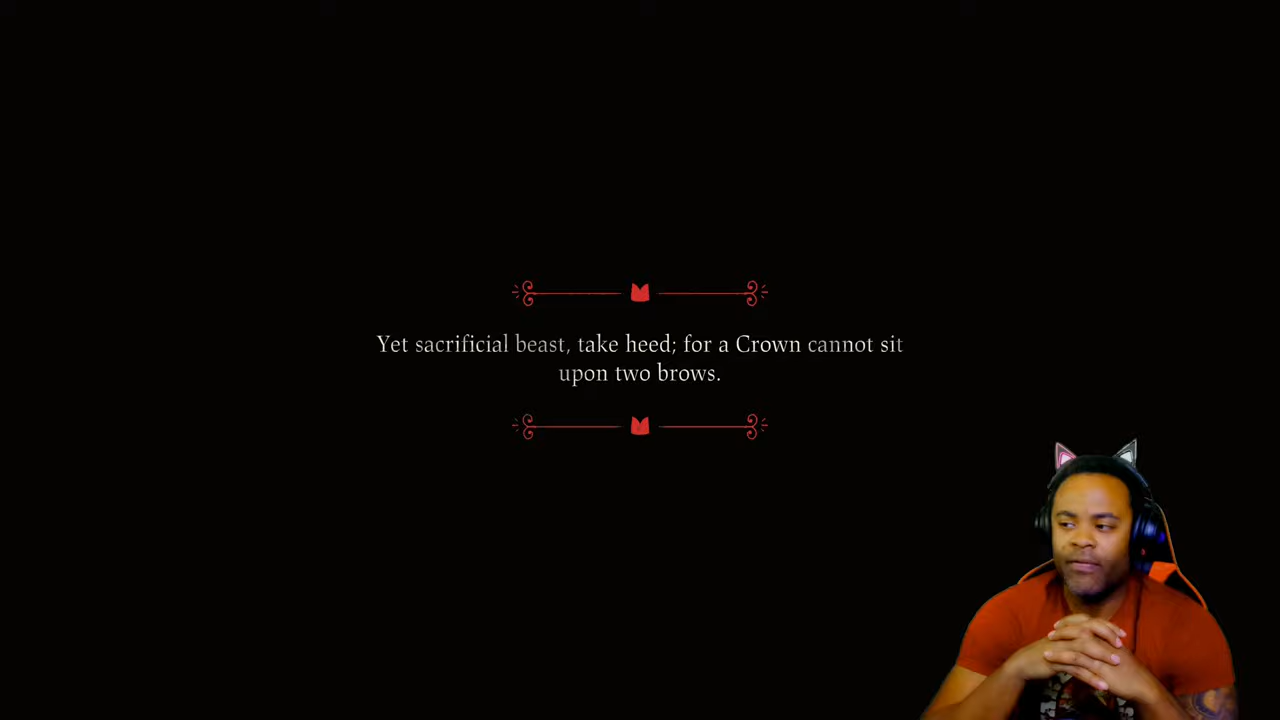 Yet sacrificial beast, take heed; for a Crown cannot sit
upon two brows.